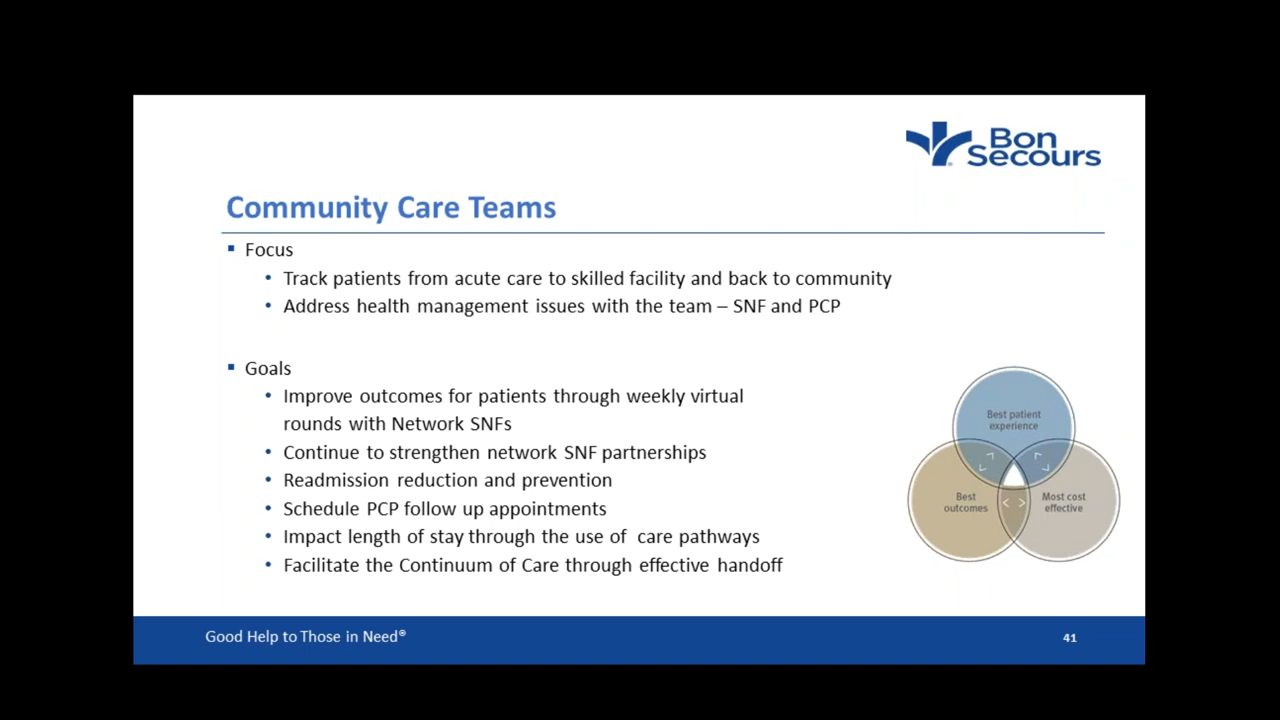 Bon
Secours
Community Care Teams
▪ Focus
• Track patients from acute care to skilled facility and back to community
• Address health management issues with the team – SNF and PCP
▪ Goals
• Improve outcomes for patients through weekly virtual
rounds with Network SNFs
• Continue to strengthen network SNF partnerships
• Readmission reduction and prevention
• Schedule PCP follow up appointments
• Impact length of stay through the use of  care pathways
• Facilitate the Continuum of Care through effective handoff
Best patient
experience
Best
outcomes
Most cost
effective
Good Help to Those in Need®
41